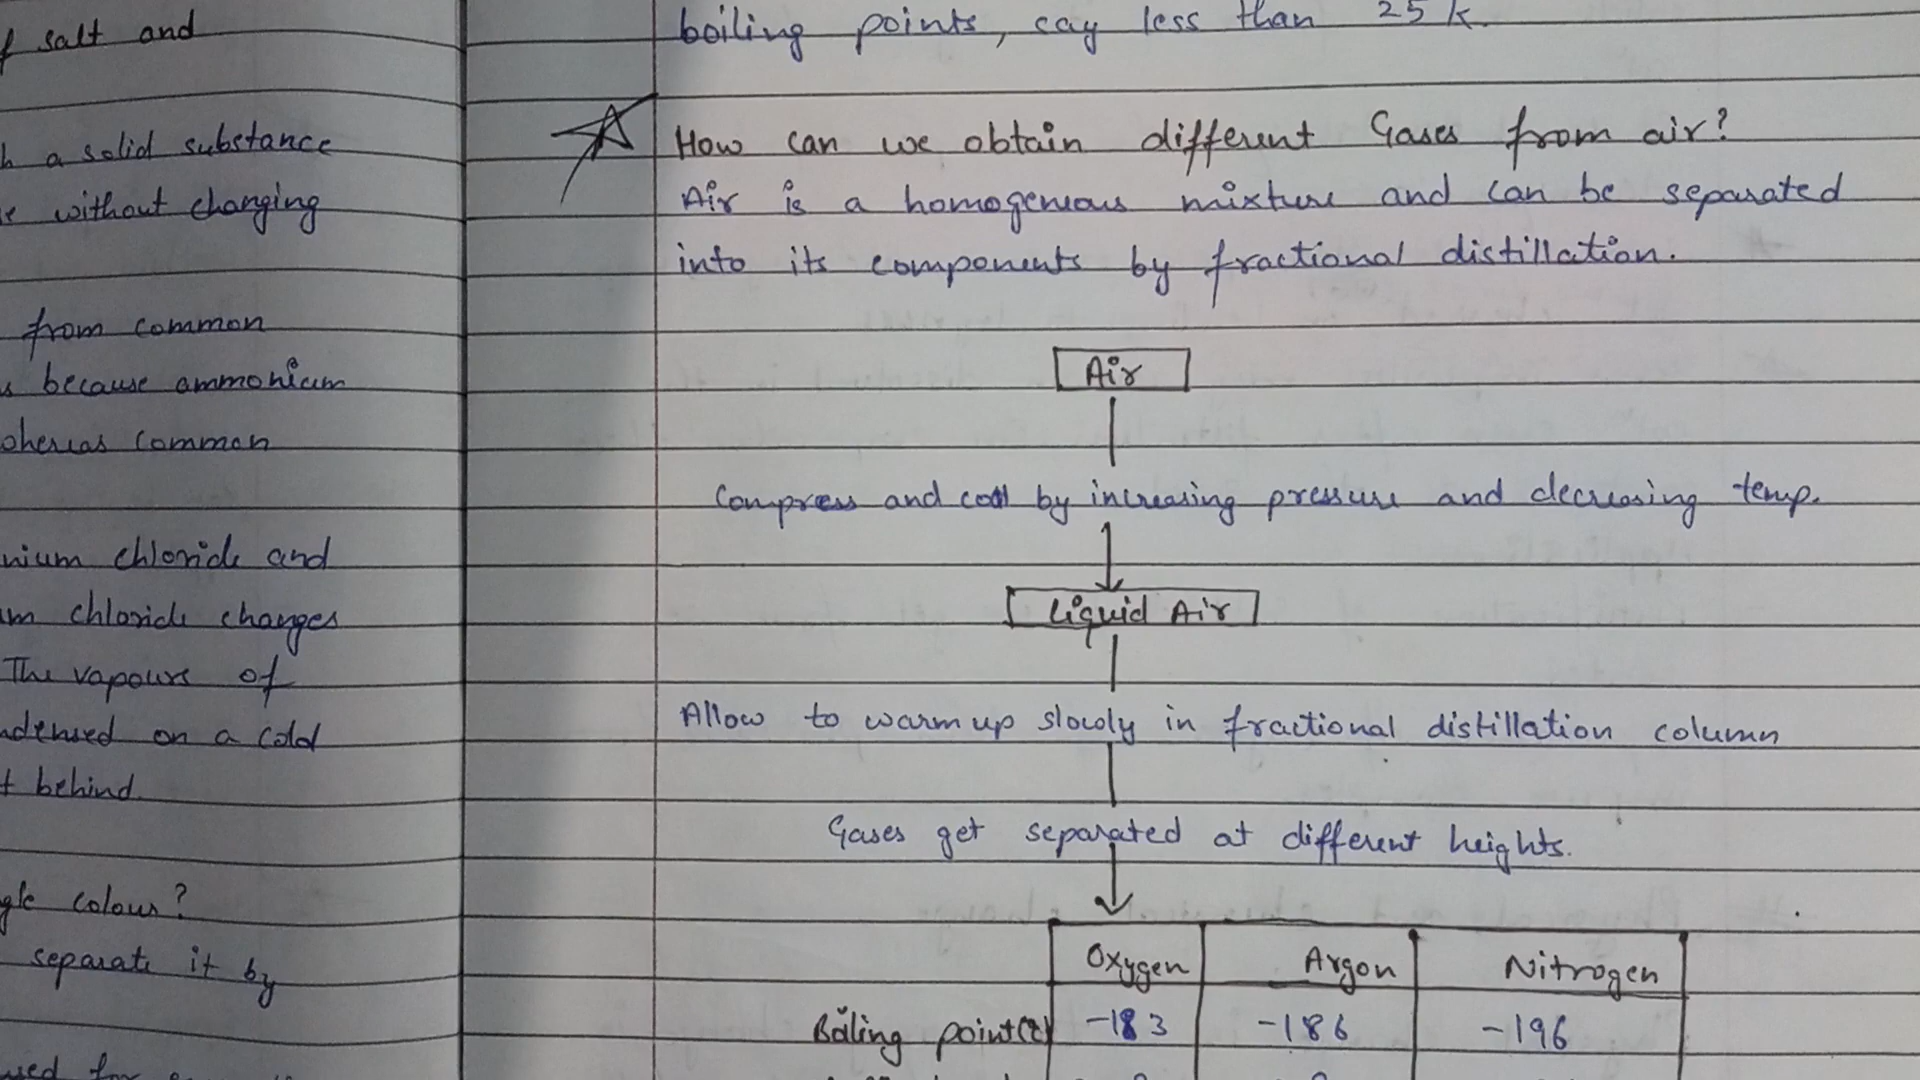 salt and
a solid substance
without changing
from common
because ammonium
common
chloride and
chloride changes
The vapours of
on a cold
behind.
colour?
separate it by
boiling points, say less than 25 K.
How can we obtain different Gases from air?
Air is a homogeneous mixture and can be separated
into its components by fractional distillation.
Air
Compress and cool by increasing pressure and decreasing temp.
Liquid Air
Allow to warm up slowly in fractional distillation column
Gases get separated at different heights.
Oxygen Argon Nitrogen
Boiling point -183 -186 -196